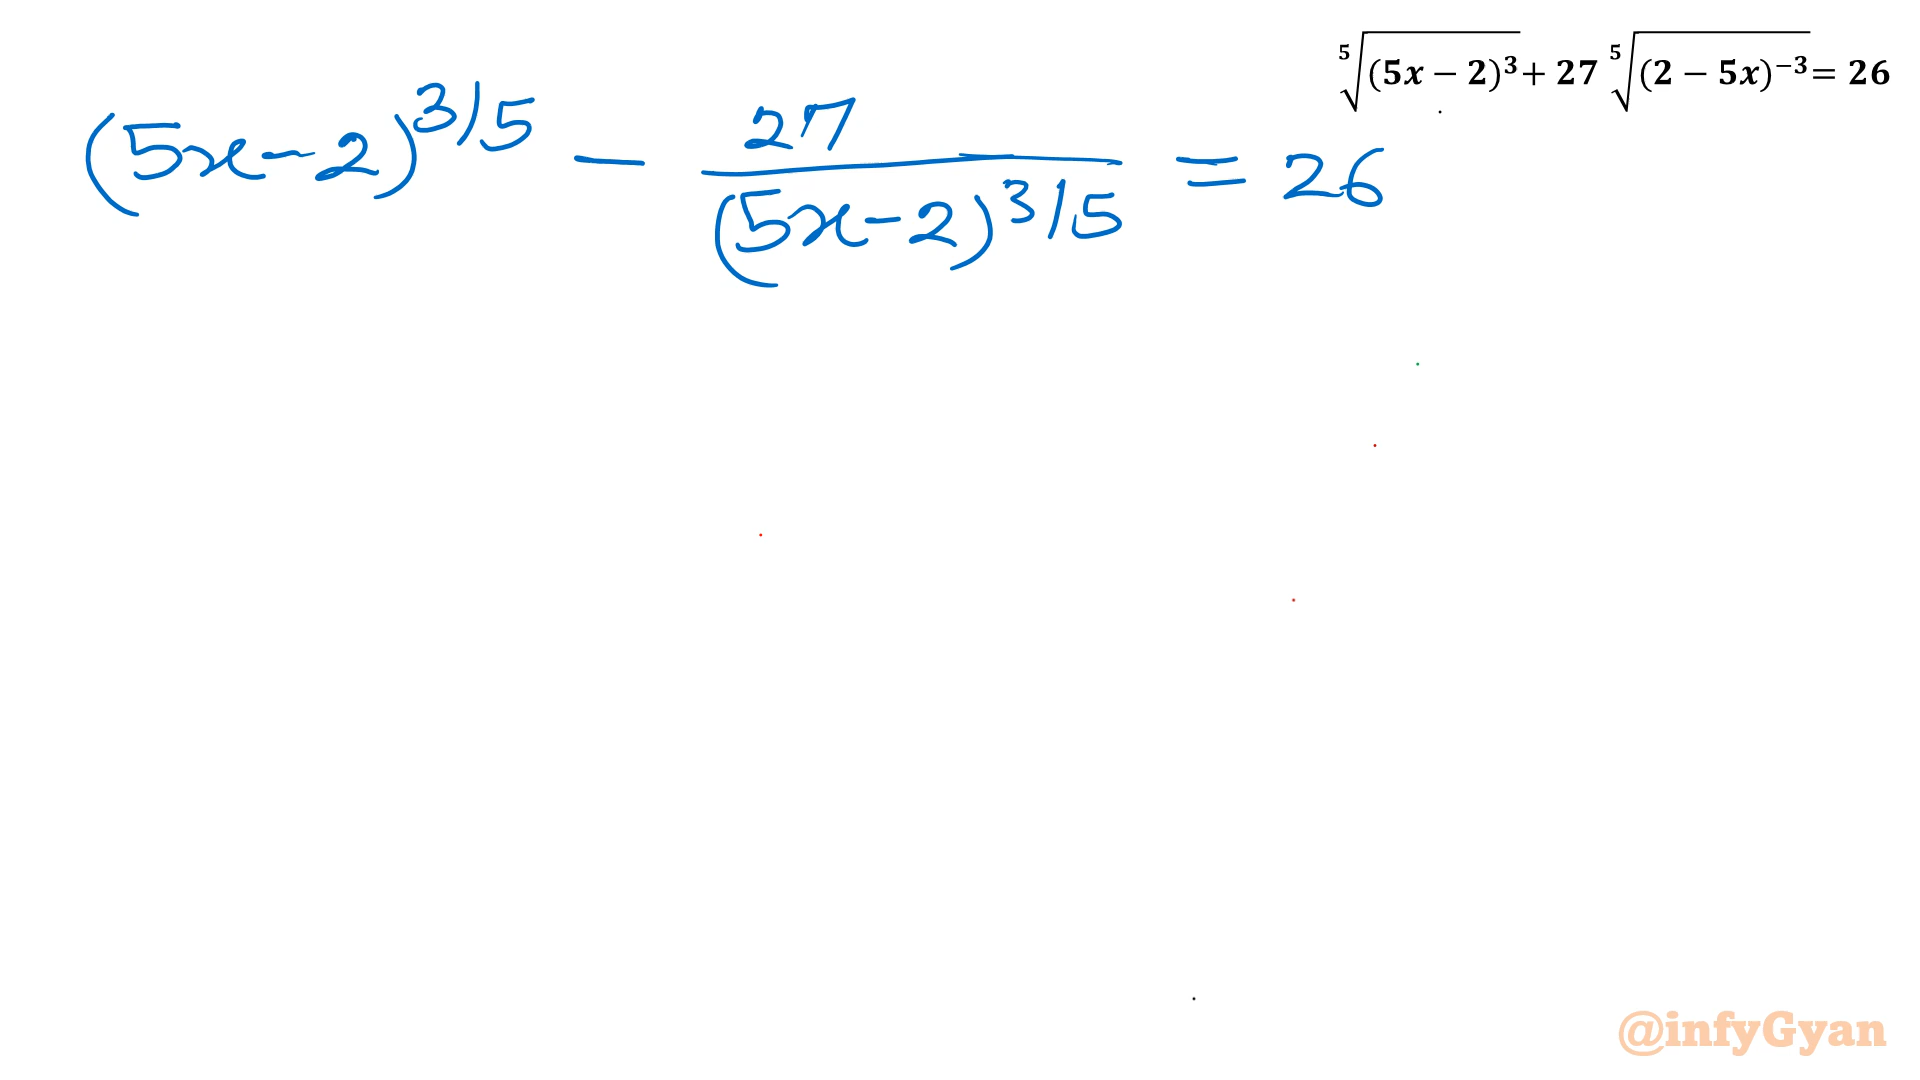 ⁵√(5x − 2)³ + 27 ⁵√(2 − 5x)⁻³ = 26
(5x − 2)^3/5 − 27/(5x − 2)^3/5 = 26
@infyGyan